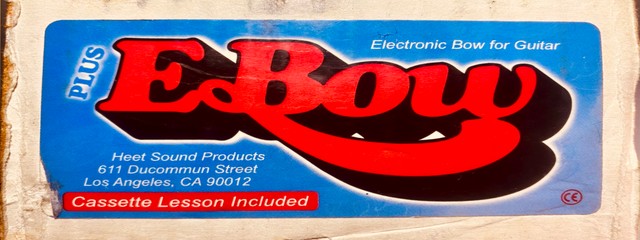 PLUS
EBow
Electronic Bow for Guitar
Heet Sound Products
611 Ducommun Street
Los Angeles, CA 90012
Cassette Lesson Included
CE